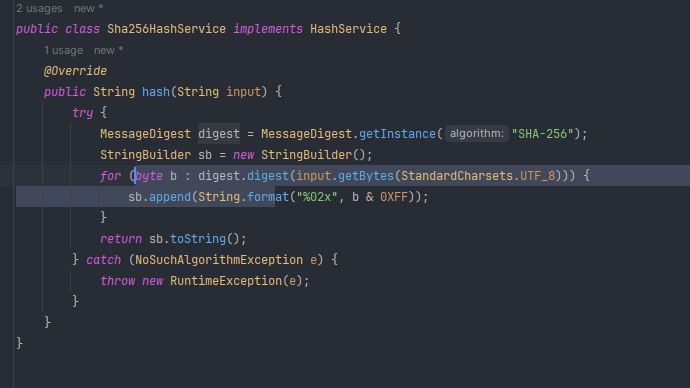 2 usages   new *
public class Sha256HashService implements HashService {
    1 usage   new *
    @Override
    public String hash(String input) {
        try {
            MessageDigest digest = MessageDigest.getInstance( algorithm: "SHA-256");
            StringBuilder sb = new StringBuilder();
            for (byte b : digest.digest(input.getBytes(StandardCharsets.UTF_8))) {
                sb.append(String.format("%02x", b & 0XFF));
            }
            return sb.toString();
        } catch (NoSuchAlgorithmException e) {
            throw new RuntimeException(e);
        }
    }
}